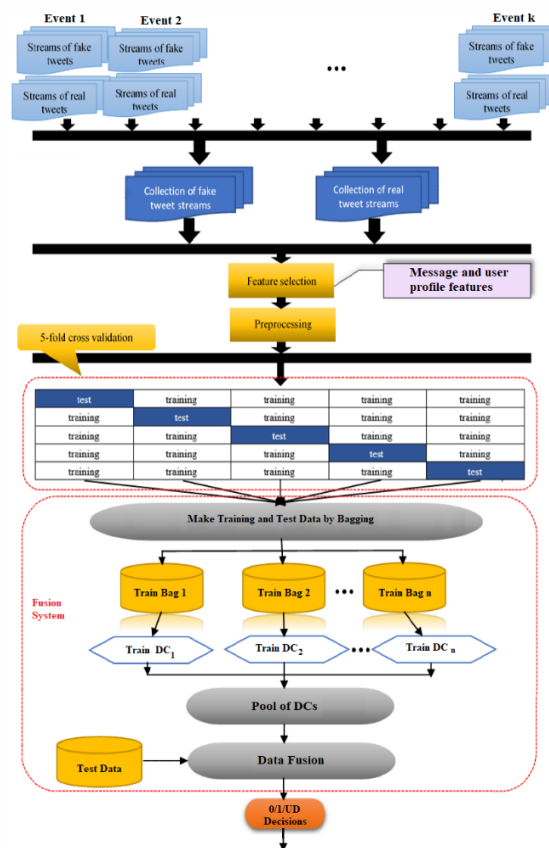 Event 1 Event 2 Event k
Streams of fake
tweets
Streams of fake
tweets
Streams of fake
tweets
...
Streams of real
tweets
Streams of real
tweets
Streams of real
tweets
Collection of fake
tweet streams
Collection of real
tweet streams
Feature selection
Message and user
profile features
Preprocessing
5-fold cross validation
test training training training training
training test training training training
training training test training training
training training training test training
training training training training test
Make Training and Test Data by Bagging
Fusion
System
Train Bag 1 Train Bag 2 ... Train Bag n
Train DC1 Train DC2 ... Train DC n
Pool of DCs
Test Data
Data Fusion
0/1/UD
Decisions